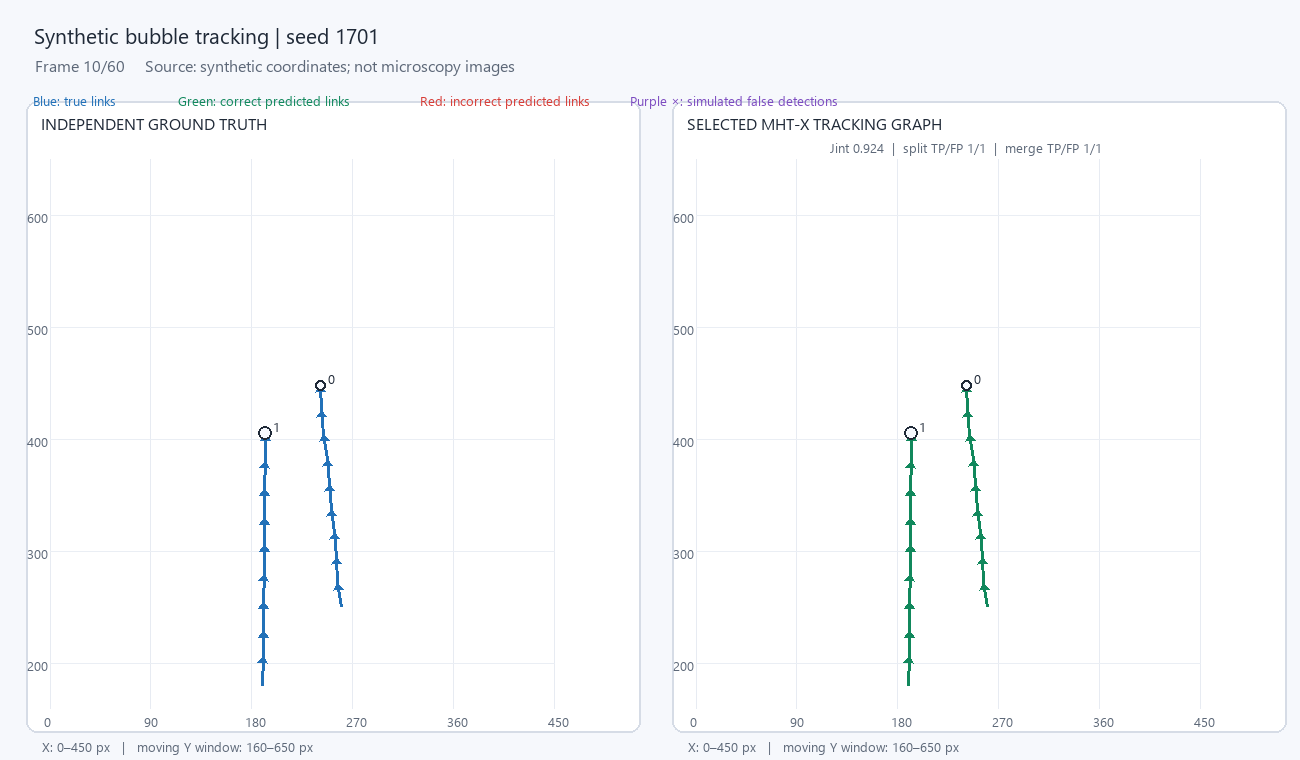 Synthetic bubble tracking | seed 1701
Frame 10/60 Source: synthetic coordinates; not microscopy images
Blue: true links Green: correct predicted links Red: incorrect predicted links Purple ×: simulated false detections
INDEPENDENT GROUND TRUTH
600
500
400
300
200
0
1
0 90 180 270 360 450
X: 0–450 px | moving Y window: 160–650 px
SELECTED MHT-X TRACKING GRAPH
Jint 0.924 | split TP/FP 1/1 | merge TP/FP 1/1
600
500
400
300
200
0
1
0 90 180 270 360 450
X: 0–450 px | moving Y window: 160–650 px